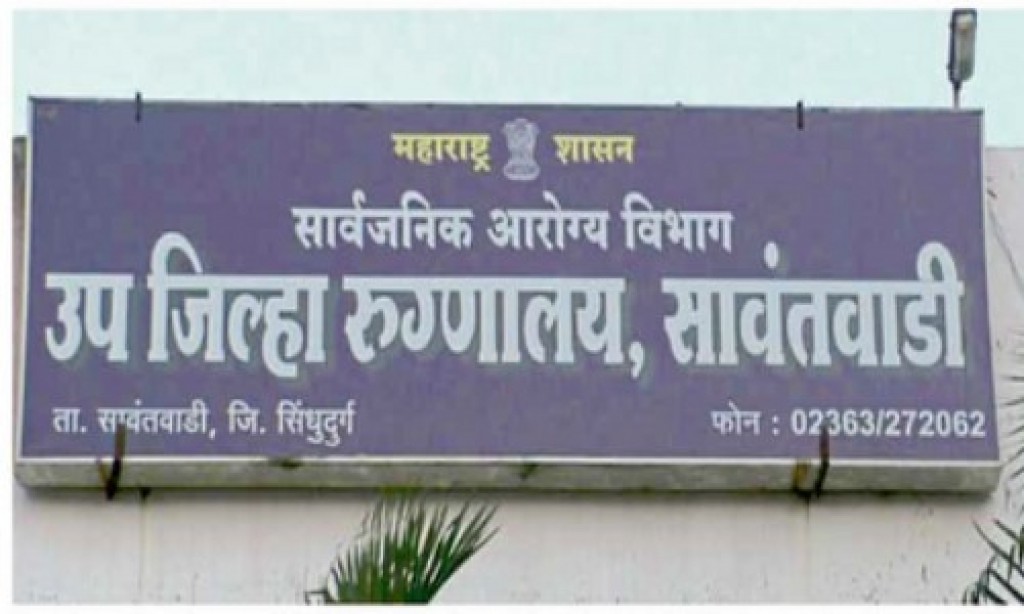 महाराष्ट्र शासन
सार्वजनिक आरोग्य विभाग
उप जिल्हा रुग्णालय, सावंतवाडी
ता. सावंतवाडी, जि. सिंधुदुर्ग फोन : 02363/272062